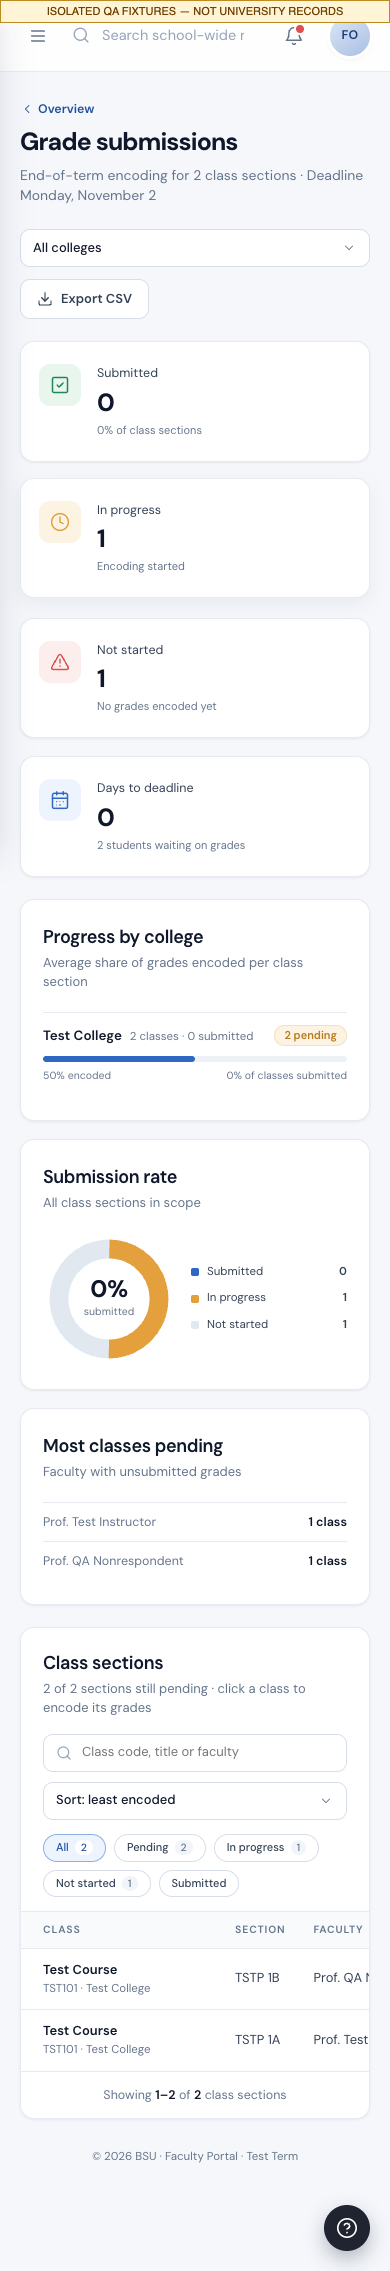 ISOLATED QA FIXTURES — NOT UNIVERSITY RECORDS
Search school-wide r
FO
Overview
Grade submissions
End-of-term encoding for 2 class sections · Deadline
Monday, November 2
All colleges
Export CSV
Submitted
0
0% of class sections
In progress
1
Encoding started
Not started
1
No grades encoded yet
Days to deadline
0
2 students waiting on grades
Progress by college
Average share of grades encoded per class
section
Test College 2 classes · 0 submitted 2 pending
50% encoded 0% of classes submitted
Submission rate
All class sections in scope
0%
submitted
Submitted 0
In progress 1
Not started 1
Most classes pending
Faculty with unsubmitted grades
Prof. Test Instructor 1 class
Prof. QA Nonrespondent 1 class
Class sections
2 of 2 sections still pending · click a class to
encode its grades
Class code, title or faculty
Sort: least encoded
All 2 Pending 2 In progress 1
Not started 1 Submitted
CLASS SECTION FACULTY
Test Course
TST101 · Test College
TSTP 1B Prof. QA
Test Course
TST101 · Test College
TSTP 1A Prof. Test
Showing 1–2 of 2 class sections
© 2026 BSU · Faculty Portal · Test Term